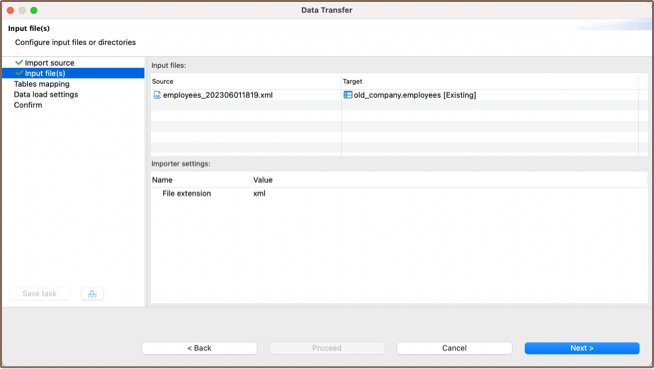 Data Transfer
Input file(s)
Configure input files or directories
Import source
Input file(s)
Tables mapping
Data load settings
Confirm
Input files:
Source Target
employees_202306011819.xml old_company.employees [Existing]
Importer settings:
Name Value
File extension xml
Save task
< Back Proceed Cancel Next >